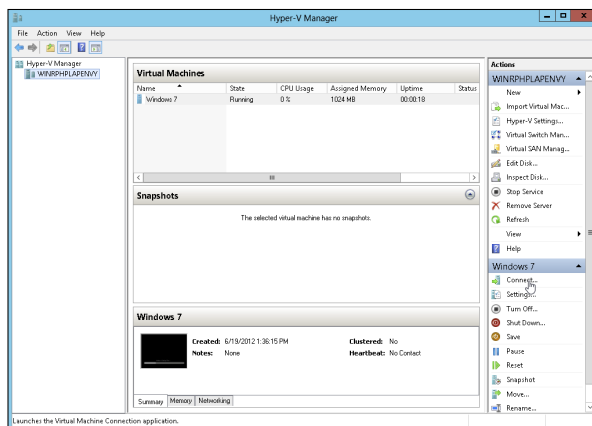 Hyper-V Manager
File Action View Help
Hyper-V Manager
WINRPHPLAPENVY
Virtual Machines
Name State CPU Usage Assigned Memory Uptime Status
Windows 7 Running 0 % 1024 MB 00:00:18
Snapshots
The selected virtual machine has no snapshots.
Windows 7
Created: 6/19/2012 1:36:15 PM Clustered: No
Notes: None Heartbeat: No Contact
Summary Memory Networking
Actions
WINRPHPLAPENVY
New
Import Virtual Mac...
Hyper-V Settings...
Virtual Switch Man...
Virtual SAN Manag...
Edit Disk...
Inspect Disk...
Stop Service
Remove Server
Refresh
View
Help
Windows 7
Connect...
Settings...
Turn Off...
Shut Down...
Save
Pause
Reset
Snapshot
Move...
Rename...
Launches the Virtual Machine Connection application.